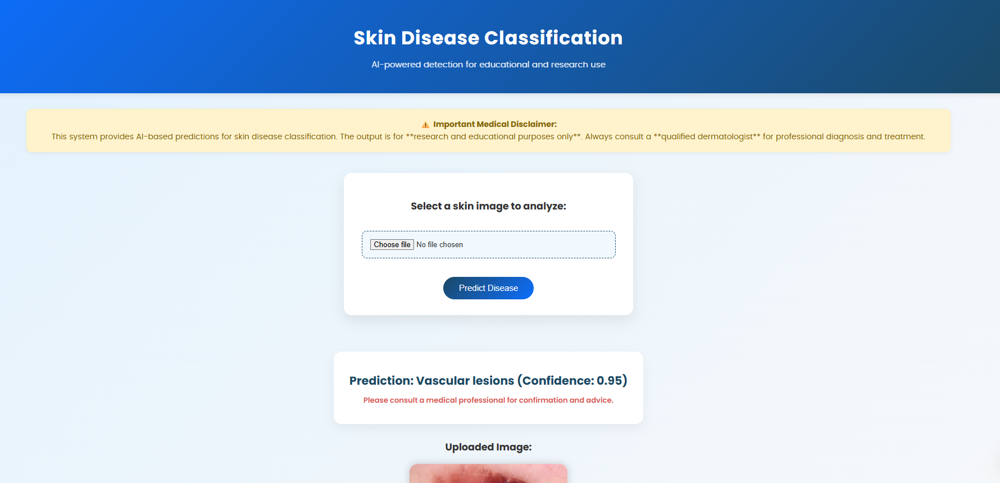 Skin Disease Classification
AI-powered detection for educational and research use
⚠️ Important Medical Disclaimer:
This system provides AI-based predictions for skin disease classification. The output is for **research and educational purposes only**. Always consult a **qualified dermatologist** for professional diagnosis and treatment.
Select a skin image to analyze:
Choose file No file chosen
Predict Disease
Prediction: Vascular lesions (Confidence: 0.95)
Please consult a medical professional for confirmation and advice.
Uploaded Image: